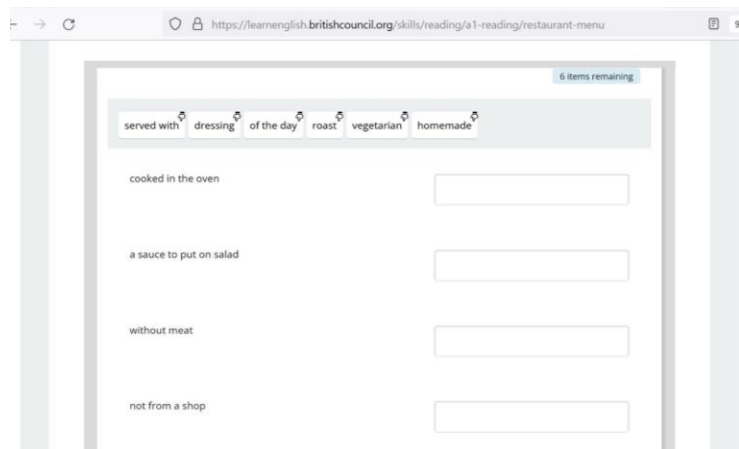 https://learnenglish.britishcouncil.org/skills/reading/a1-reading/restaurant-menu
6 items remaining
served with dressing of the day roast vegetarian homemade
cooked in the oven
a sauce to put on salad
without meat
not from a shop